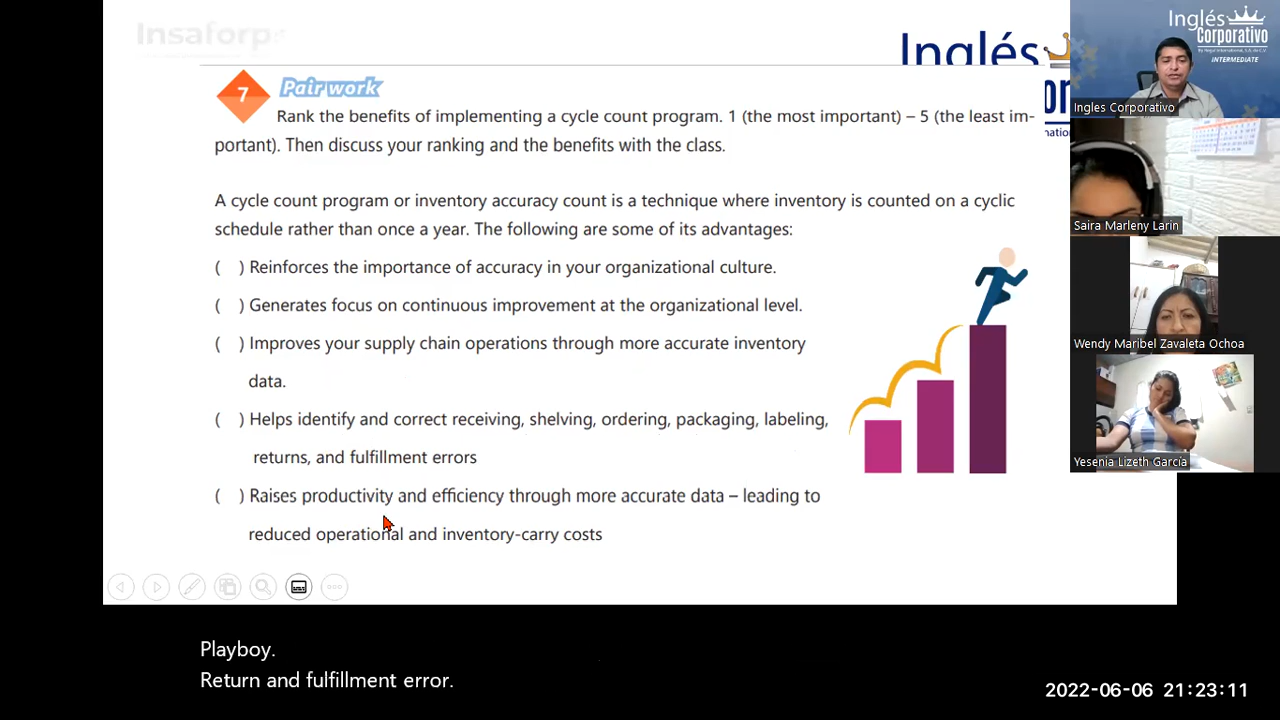 Insaforp
Inglés
7
Pair work
Rank the benefits of implementing a cycle count program. 1 (the most important) – 5 (the least im-
portant). Then discuss your ranking and the benefits with the class.
A cycle count program or inventory accuracy count is a technique where inventory is counted on a cyclic
schedule rather than once a year. The following are some of its advantages:
( ) Reinforces the importance of accuracy in your organizational culture.
( ) Generates focus on continuous improvement at the organizational level.
( ) Improves your supply chain operations through more accurate inventory
data.
( ) Helps identify and correct receiving, shelving, ordering, packaging, labeling,
returns, and fulfillment errors
( ) Raises productivity and efficiency through more accurate data – leading to
reduced operational and inventory-carry costs
Playboy.
Return and fulfillment error.
Inglés
Corporativo
INTERMEDIATE
Ingles Corporativo
Saira Marleny Larin
Wendy Maribel Zavaleta Ochoa
Yesenia Lizeth Garcia
2022-06-06 21:23:11